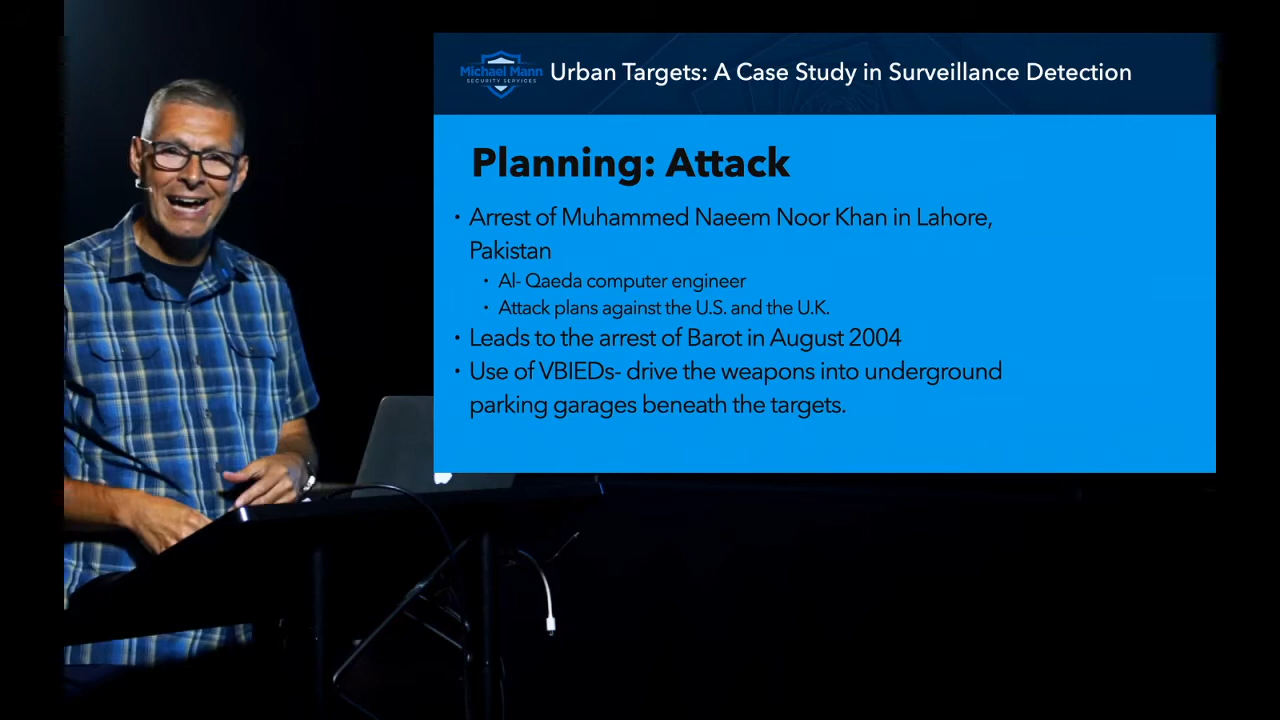 Michael Mann
SECURITY SERVICES
Urban Targets: A Case Study in Surveillance Detection
Planning: Attack
• Arrest of Muhammed Naeem Noor Khan in Lahore,
Pakistan
• Al- Qaeda computer engineer
• Attack plans against the U.S. and the U.K.
• Leads to the arrest of Barot in August 2004
• Use of VBIEDs- drive the weapons into underground
parking garages beneath the targets.